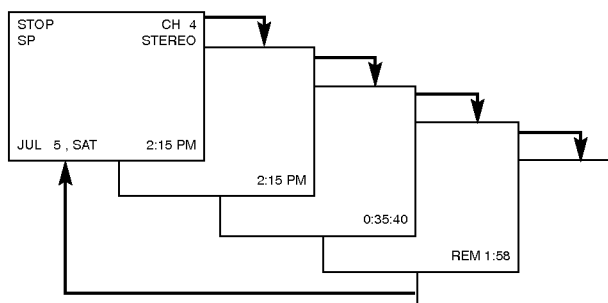 STOP CH 4
SP STEREO
JUL 5 , SAT 2:15 PM
2:15 PM
0:35:40
REM 1:58